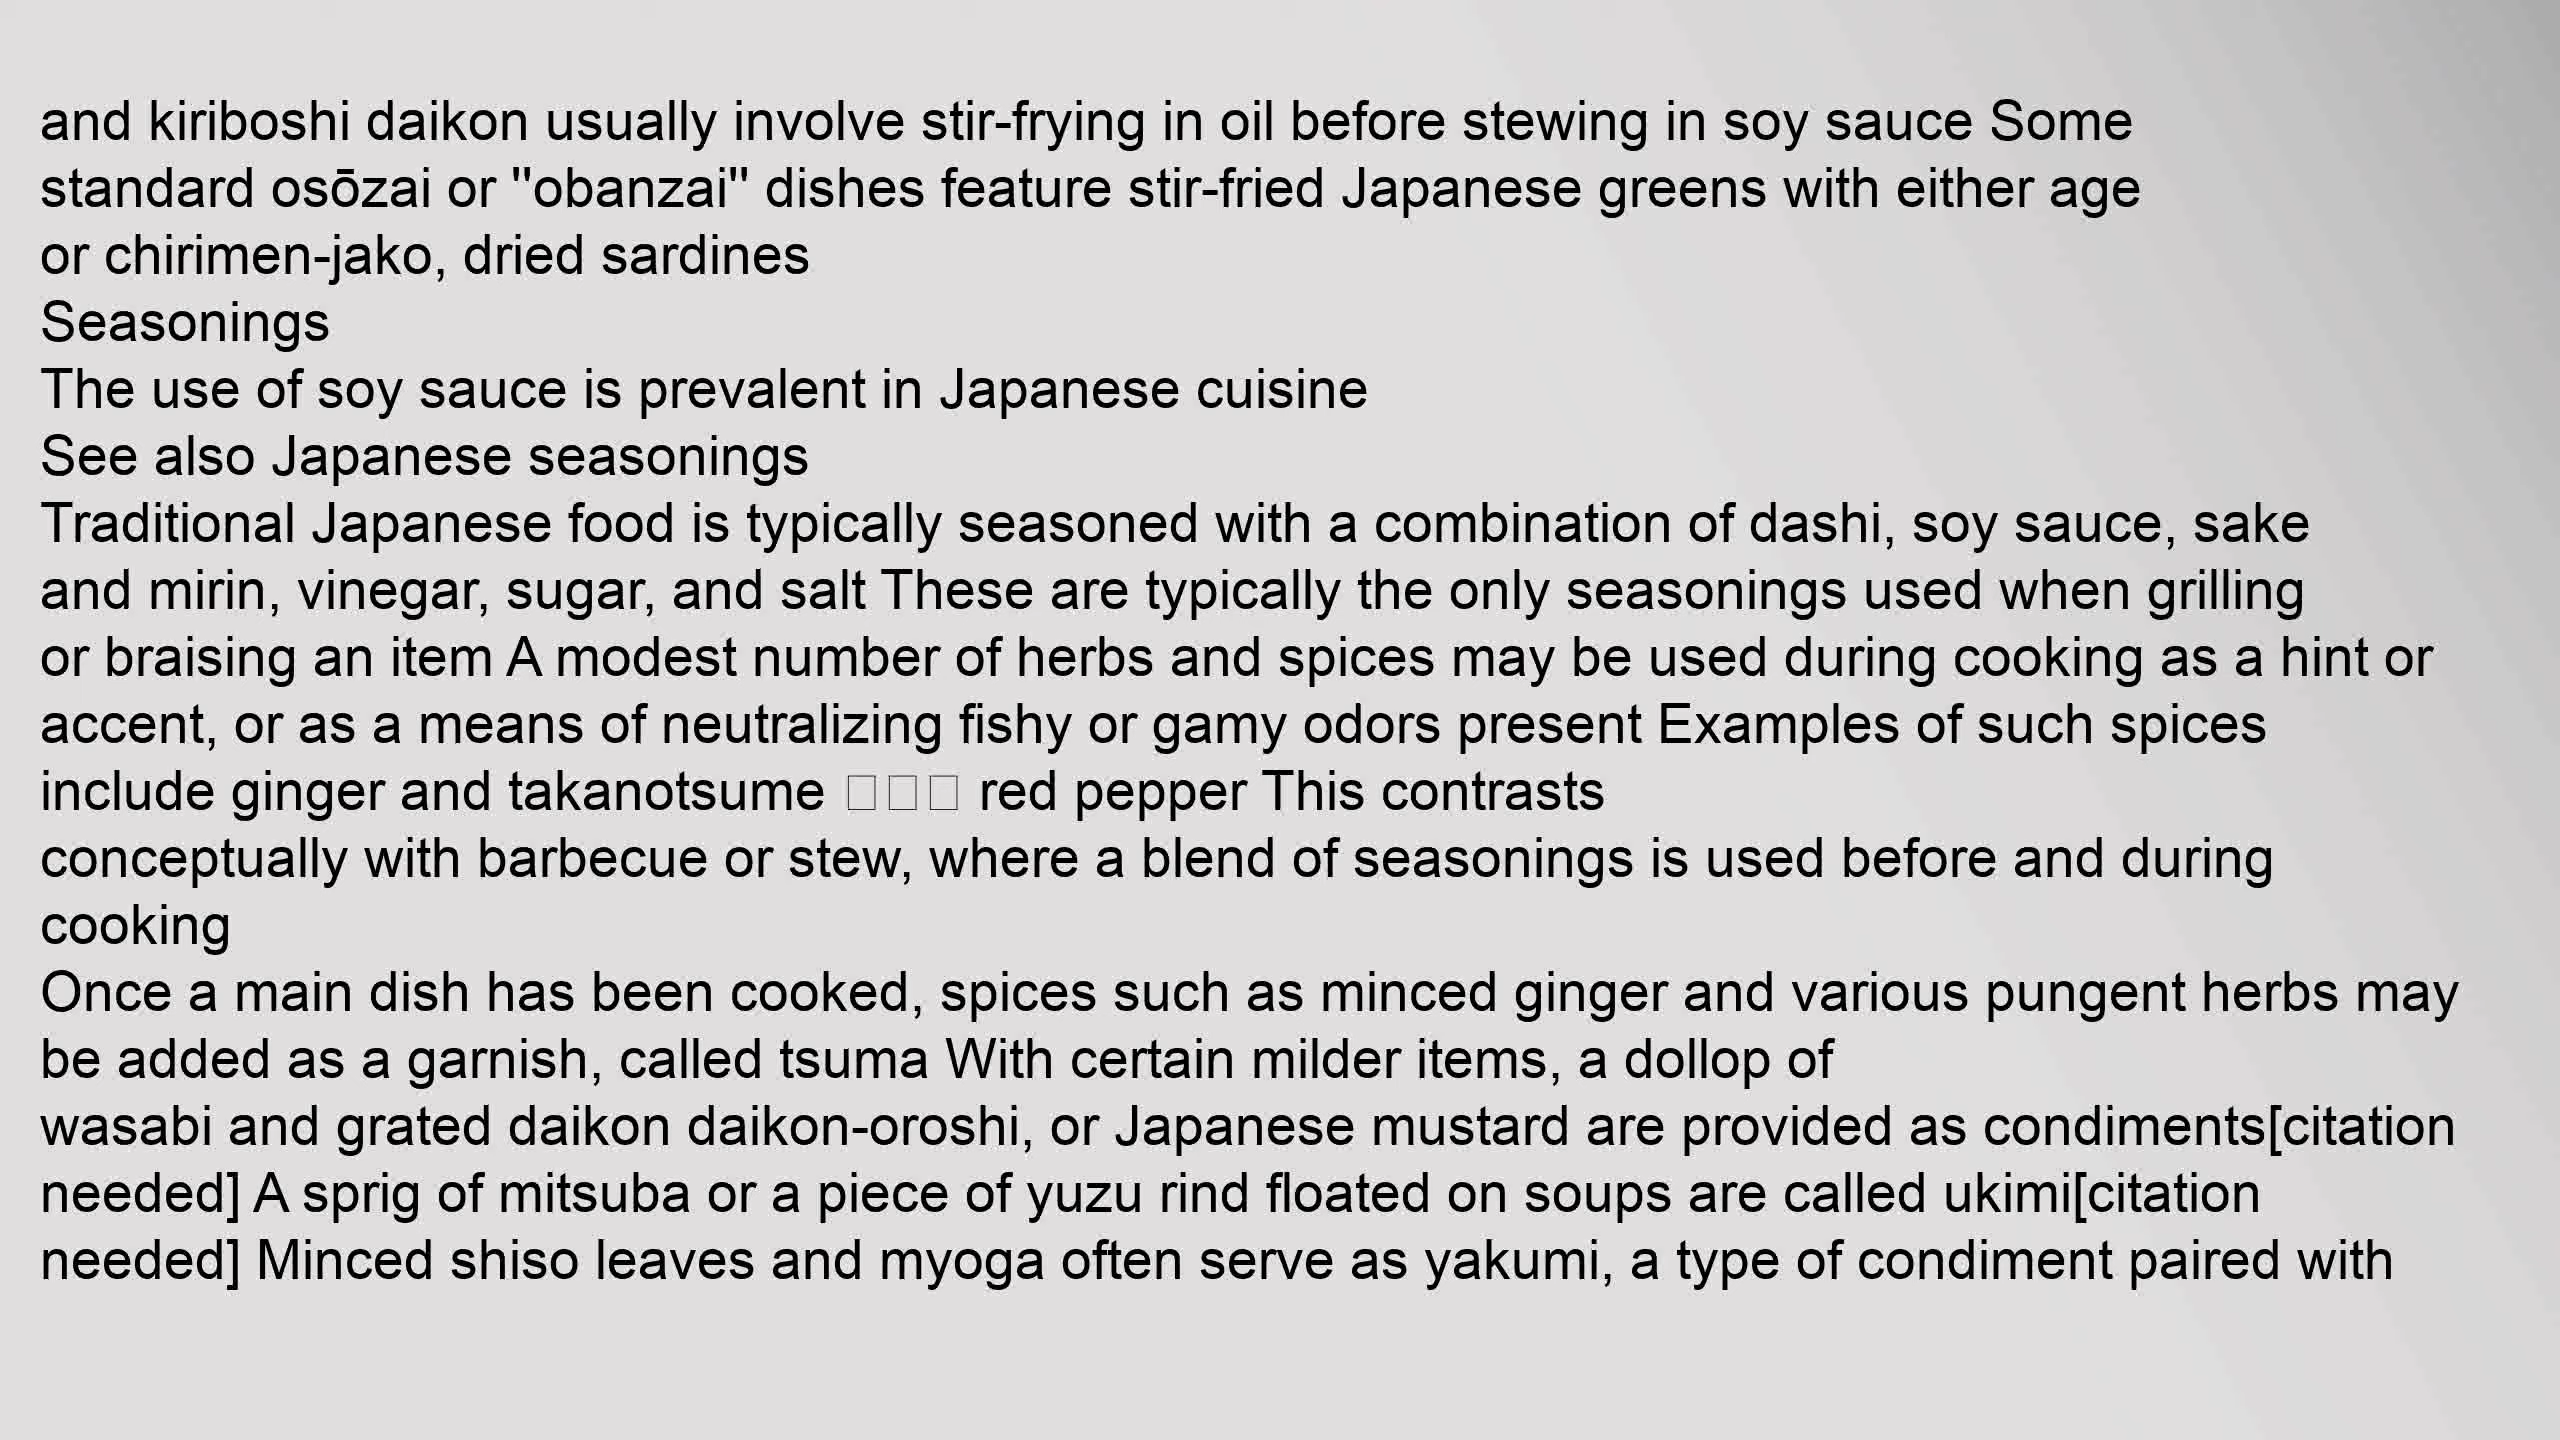 and kiriboshi daikon usually involve stir-frying in oil before stewing in soy sauce Some
standard osōzai or "obanzai" dishes feature stir-fried Japanese greens with either age
or chirimen-jako, dried sardines
Seasonings
The use of soy sauce is prevalent in Japanese cuisine
See also Japanese seasonings
Traditional Japanese food is typically seasoned with a combination of dashi, soy sauce, sake
and mirin, vinegar, sugar, and salt These are typically the only seasonings used when grilling
or braising an item A modest number of herbs and spices may be used during cooking as a hint or
accent, or as a means of neutralizing fishy or gamy odors present Examples of such spices
include ginger and takanotsume □□□ red pepper This contrasts
conceptually with barbecue or stew, where a blend of seasonings is used before and during
cooking
Once a main dish has been cooked, spices such as minced ginger and various pungent herbs may
be added as a garnish, called tsuma With certain milder items, a dollop of
wasabi and grated daikon daikon-oroshi, or Japanese mustard are provided as condiments[citation
needed] A sprig of mitsuba or a piece of yuzu rind floated on soups are called ukimi[citation
needed] Minced shiso leaves and myoga often serve as yakumi, a type of condiment paired with